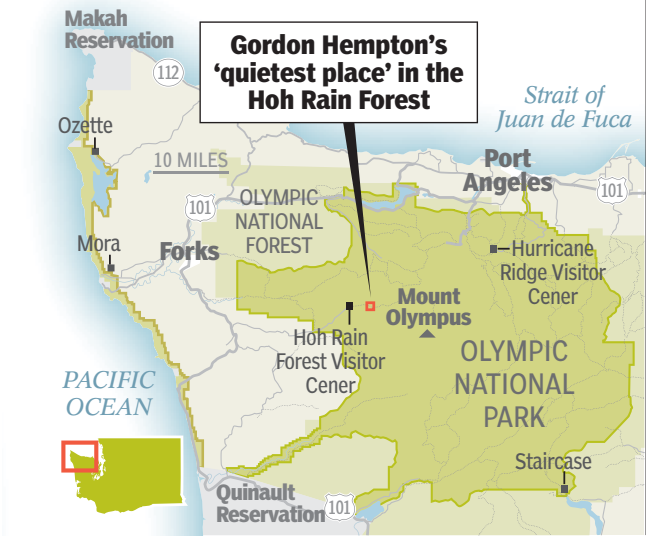 Makah
Reservation
112
Gordon Hempton's
'quietest place' in the
Hoh Rain Forest
Strait of
Juan de Fuca
Ozette
10 MILES
Port
Angeles
101
101
OLYMPIC
NATIONAL
FOREST
Mora
Forks
Hurricane
Ridge Visitor
Cener
Mount
Olympus
Hoh Rain
Forest Visitor
Cener
OLYMPIC
NATIONAL
PARK
PACIFIC
OCEAN
Staircase
Quinault
Reservation
101